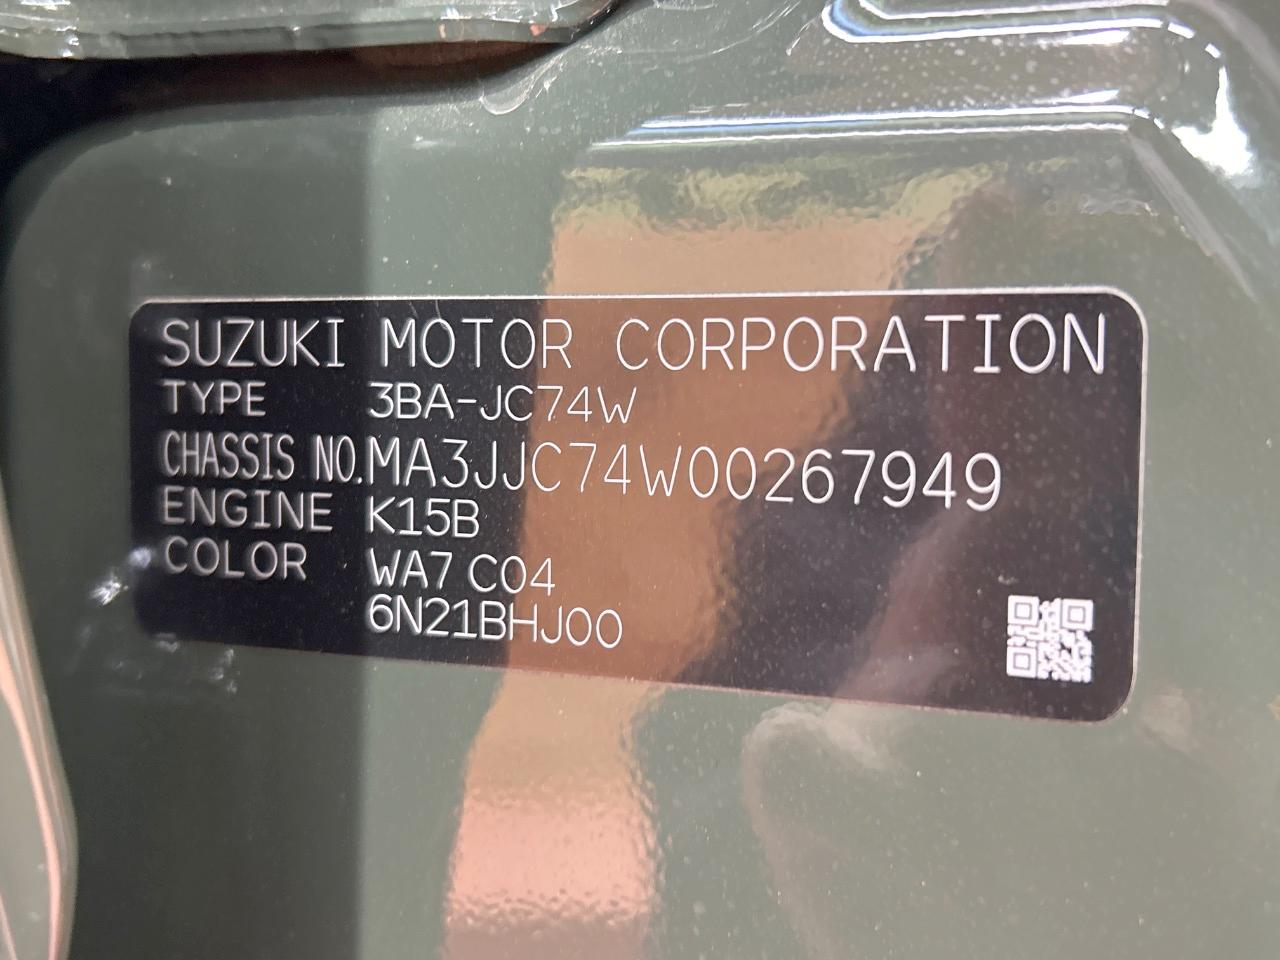 SUZUKI MOTOR CORPORATION
TYPE 3BA-JC74W
CHASSIS NO. MA3JJC74W00267949
ENGINE K15B
COLOR WA7 C04
6N21BHJ00